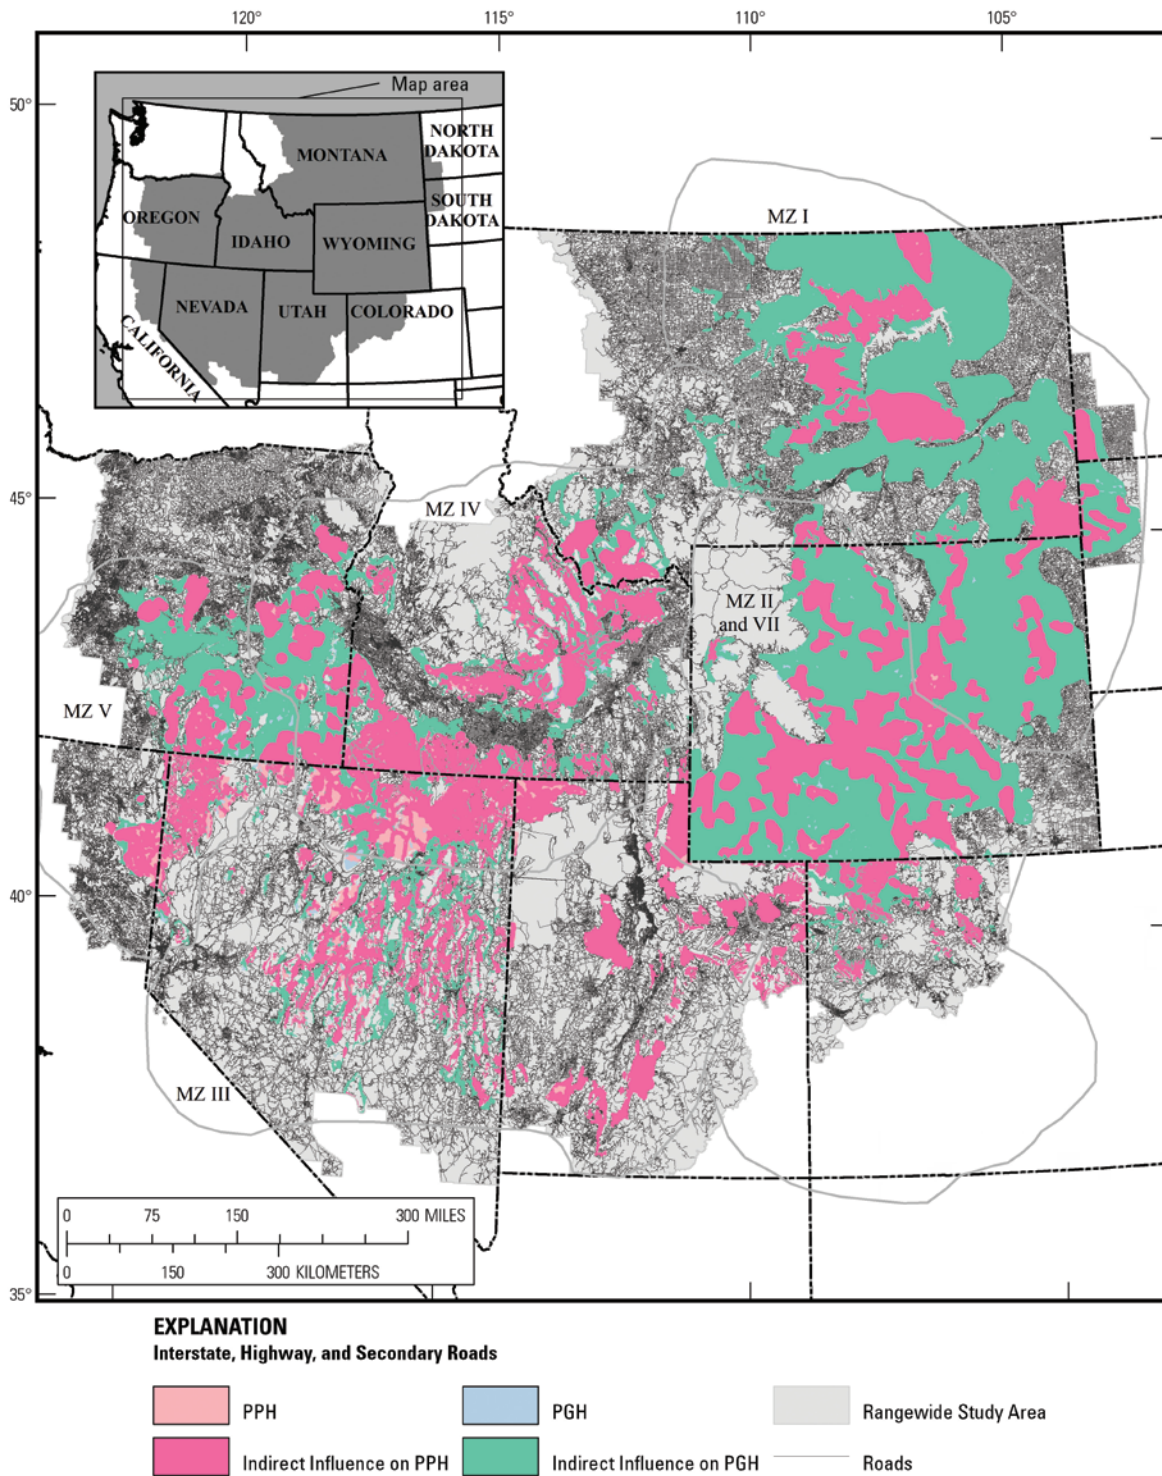 120°
115°
110°
105°
50°
Map area
NORTH
DAKOTA
MONTANA
SOUTH
DAKOTA
OREGON
IDAHO
WYOMING
NEVADA
UTAH
COLORADO
CALIFORNIA
MZ I
45°
MZ IV
MZ II
and VII
MZ V
40°
MZ III
0 75 150 300 MILES
0 150 300 KILOMETERS
35°
EXPLANATION
Interstate, Highway, and Secondary Roads
PPH
PGH
Rangewide Study Area
Indirect Influence on PPH
Indirect Influence on PGH
Roads